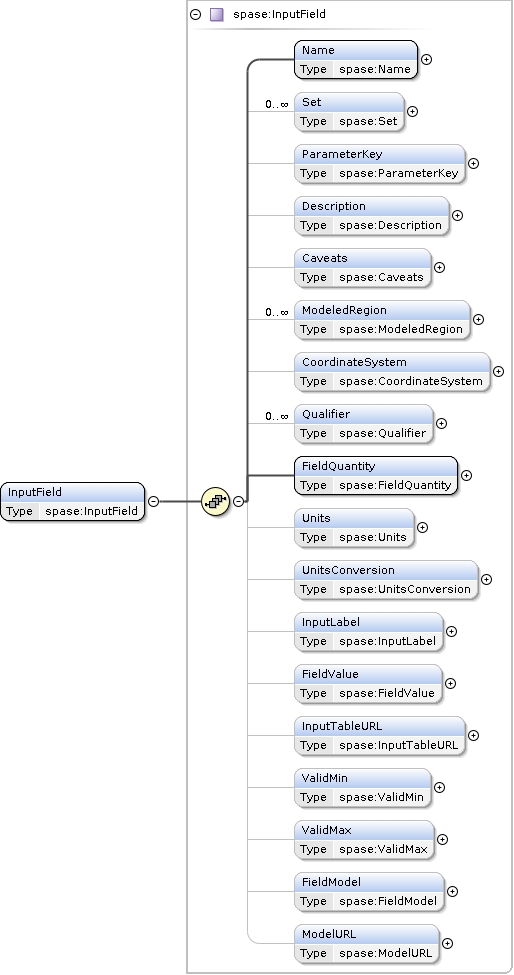 spase:InputField
Name
Type spase:Name
0..∞
Set
Type spase:Set
ParameterKey
Type spase:ParameterKey
Description
Type spase:Description
Caveats
Type spase:Caveats
0..∞
ModeledRegion
Type spase:ModeledRegion
CoordinateSystem
Type spase:CoordinateSystem
0..∞
Qualifier
Type spase:Qualifier
InputField
Type spase:InputField
FieldQuantity
Type spase:FieldQuantity
Units
Type spase:Units
UnitsConversion
Type spase:UnitsConversion
InputLabel
Type spase:InputLabel
FieldValue
Type spase:FieldValue
InputTableURL
Type spase:InputTableURL
ValidMin
Type spase:ValidMin
ValidMax
Type spase:ValidMax
FieldModel
Type spase:FieldModel
ModelURL
Type spase:ModelURL